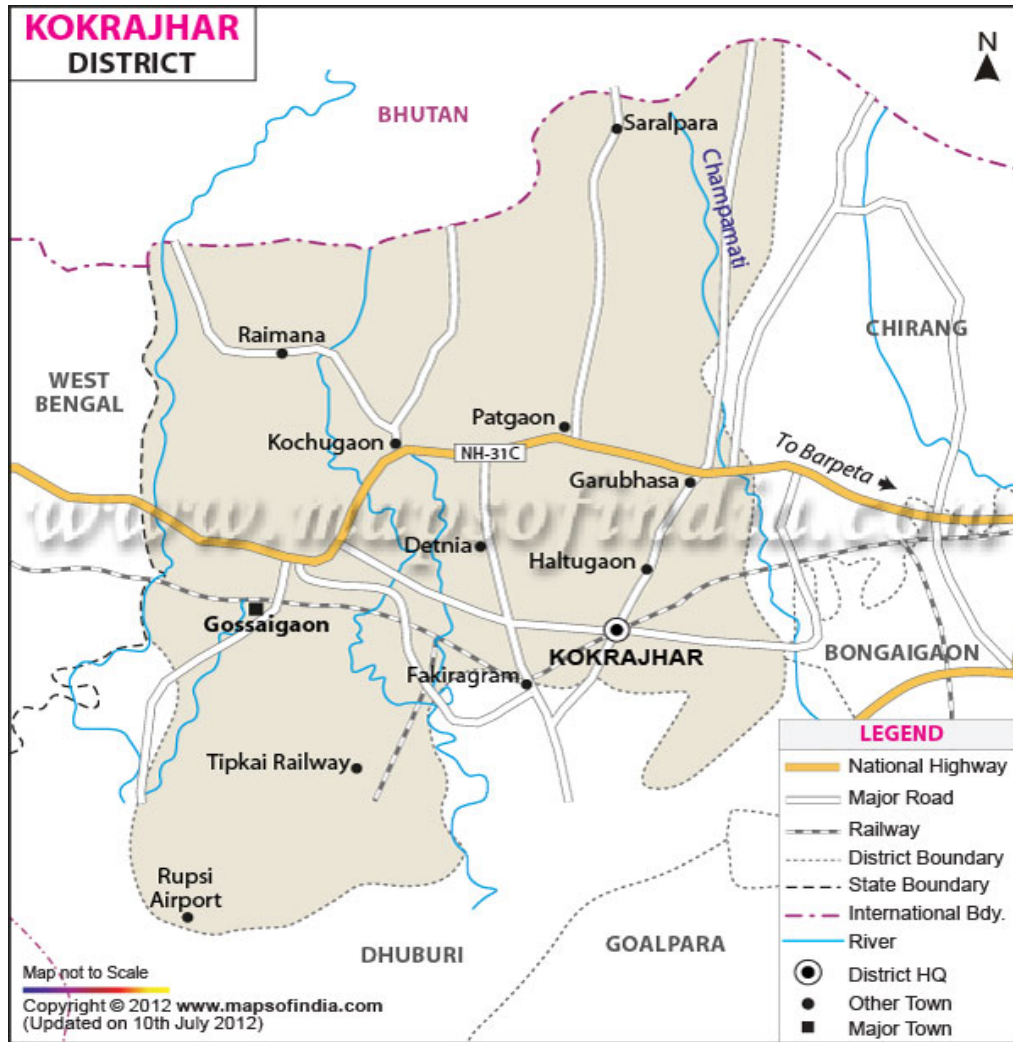 KOKRAJHAR
DISTRICT
N
BHUTAN
Saralpara
Champamati
Raimana
CHIRANG
WEST
BENGAL
Patgaon
Kochugaon
NH-31C
To Barpeta
Garubhasa
www.mapsofindia.com
Detnia
Haltugaon
Gossaigaon
KOKRAJHAR
BONGAIGAON
Fakiragram
Tipkai Railway
Rupsi
Airport
DHUBURI
GOALPARA
LEGEND
National Highway
Major Road
Railway
District Boundary
State Boundary
International Bdy.
River
District HQ
Other Town
Major Town
Map not to Scale
Copyright © 2012 www.mapsofindia.com
(Updated on 10th July 2012)